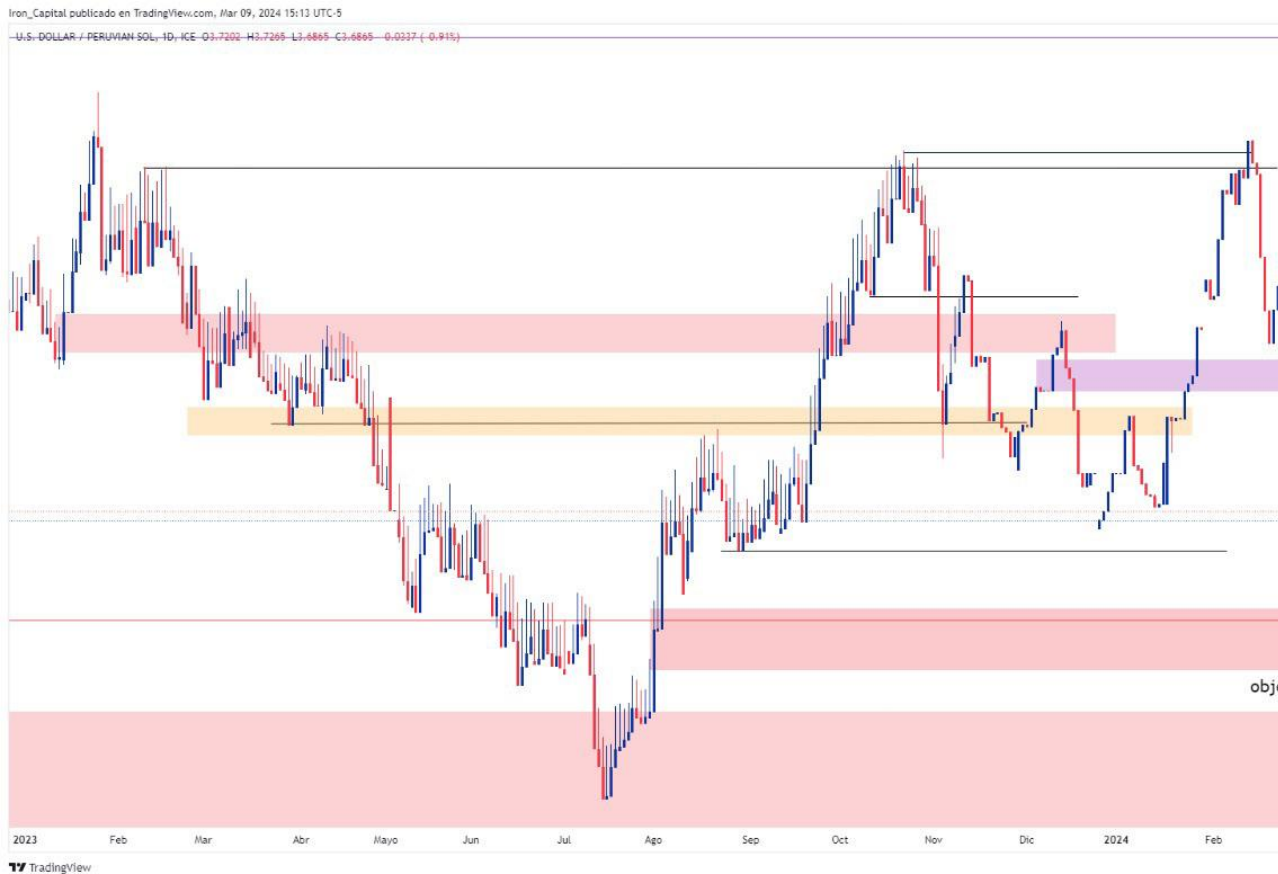 Iron_Capital publicado en TradingView.com, Mar 09, 2024 15:13 UTC-5
U.S. DOLLAR / PERUVIAN SOL, 1D, ICE O3.7202 H3.7265 L3.6865 C3.6865 -0.0337 (-0.91%)
obje
2023 Feb Mar Abr Mayo Jun Jul Ago Sep Oct Nov Dic 2024 Feb
TradingView